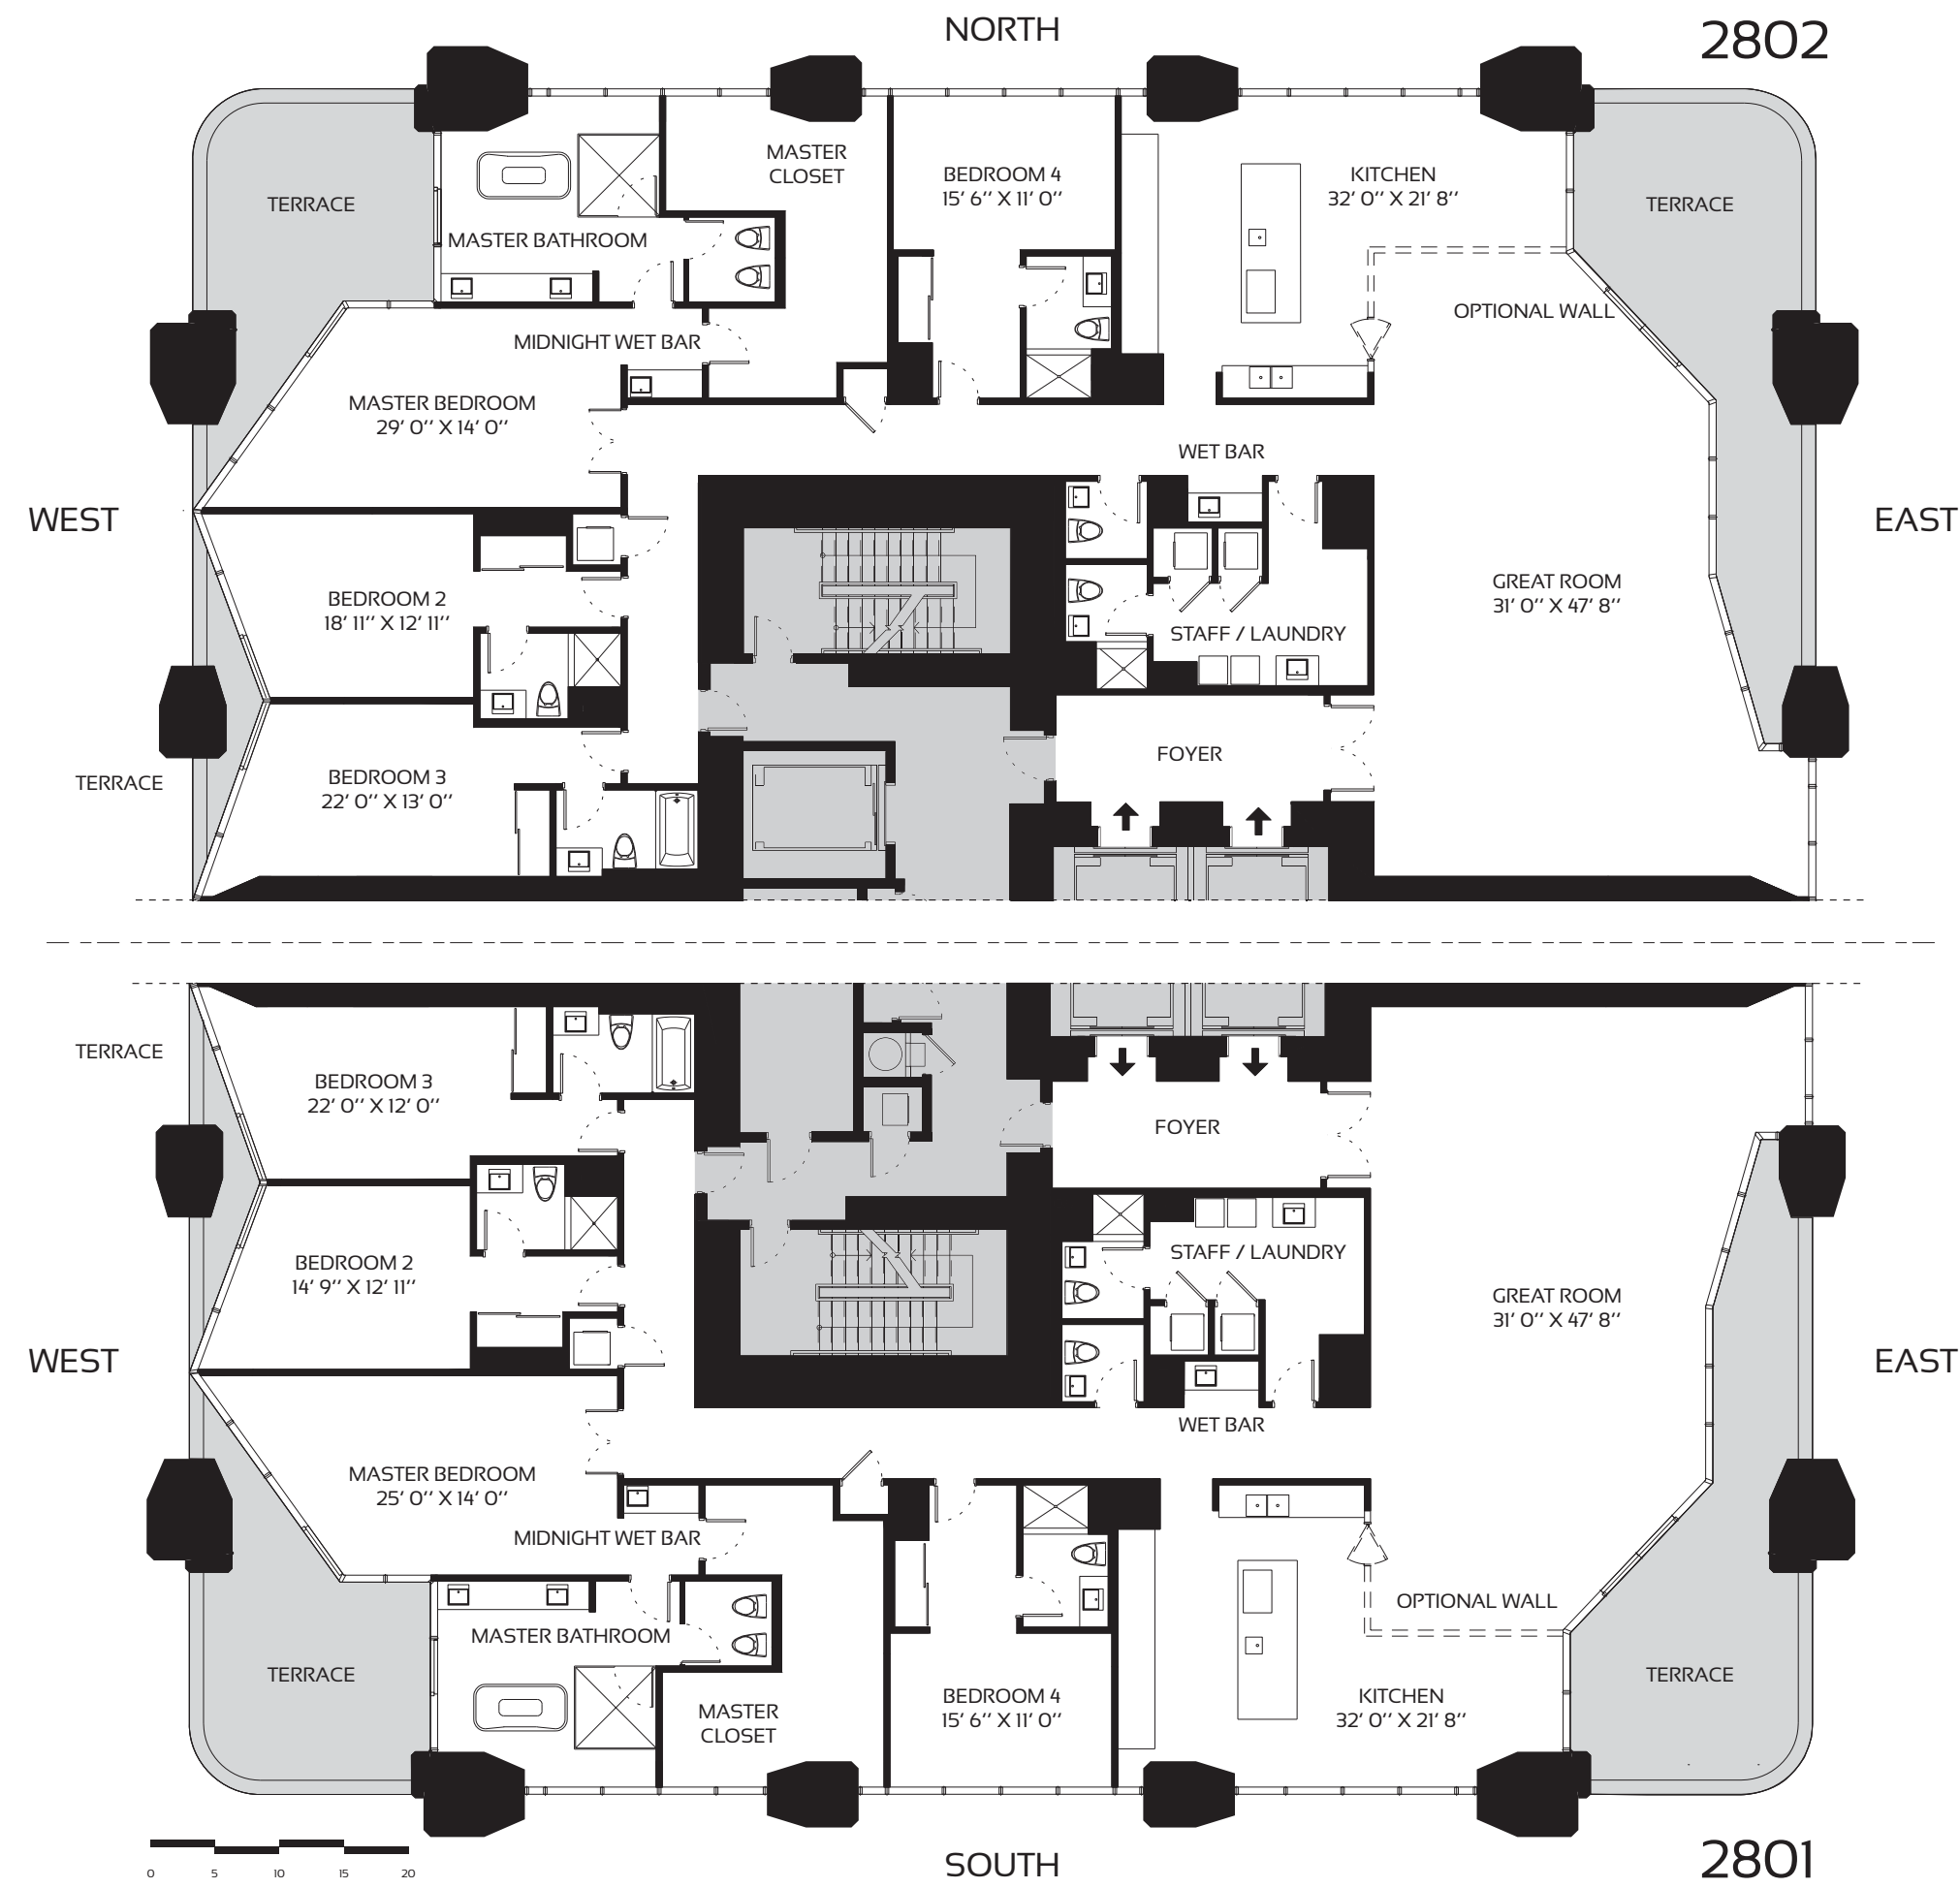 NORTH
2802
TERRACE
MASTER BATHROOM
MASTER
CLOSET
BEDROOM 4
15' 6'' X 11' 0''
KITCHEN
32' 0'' X 21' 8''
TERRACE
OPTIONAL WALL
MIDNIGHT WET BAR
MASTER BEDROOM
29' 0'' X 14' 0''
WET BAR
WEST
EAST
BEDROOM 2
18' 11'' X 12' 11''
GREAT ROOM
31' 0'' X 47' 8''
STAFF / LAUNDRY
FOYER
TERRACE
BEDROOM 3
22' 0'' X 13' 0''
TERRACE
BEDROOM 3
22' 0'' X 12' 0''
FOYER
BEDROOM 2
14' 9'' X 12' 11''
STAFF / LAUNDRY
GREAT ROOM
31' 0'' X 47' 8''
WEST
EAST
WET BAR
MASTER BEDROOM
25' 0'' X 14' 0''
MIDNIGHT WET BAR
OPTIONAL WALL
MASTER BATHROOM
TERRACE
MASTER
CLOSET
BEDROOM 4
15' 6'' X 11' 0''
KITCHEN
32' 0'' X 21' 8''
TERRACE
0 5 10 15 20
SOUTH
2801